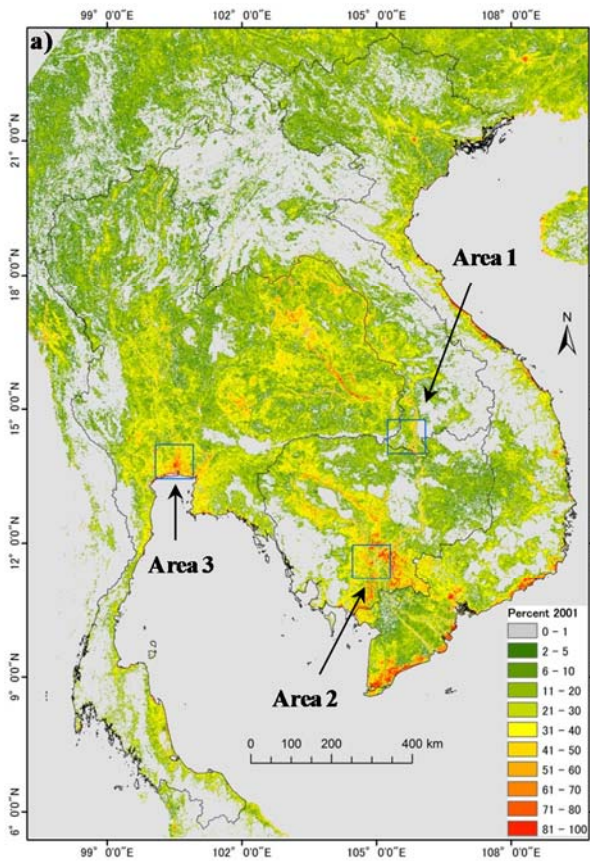 99°0'0"E 102°0'0"E 105°0'0"E 108°0'0"E
a)
21°0'0"N
Area 1
18°0'0"N
N
15°0'0"N
Area 3
12°0'0"N
Area 2
9°0'0"N
6°0'0"N
0 100 200 300 400 km
Percent 2001
0 - 1
2 - 5
6 - 10
11 - 20
21 - 30
31 - 40
41 - 50
51 - 60
61 - 70
71 - 80
81 - 100
99°0'0"E 102°0'0"E 105°0'0"E 108°0'0"E